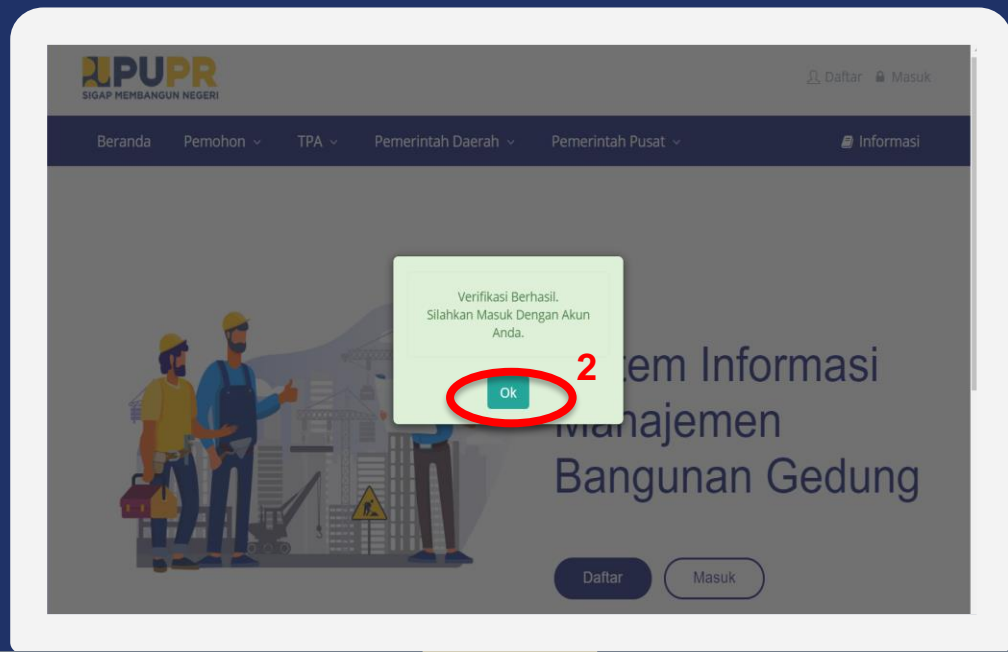 PUPR
SIGAP MEMBANGUN NEGERI
Daftar Masuk
Beranda Pemohon TPA Pemerintah Daerah Pemerintah Pusat Informasi
Verifikasi Berhasil.
Silahkan Masuk Dengan Akun
Anda.
2
Ok
tem Informasi
Manajemen
Bangunan Gedung
Daftar Masuk